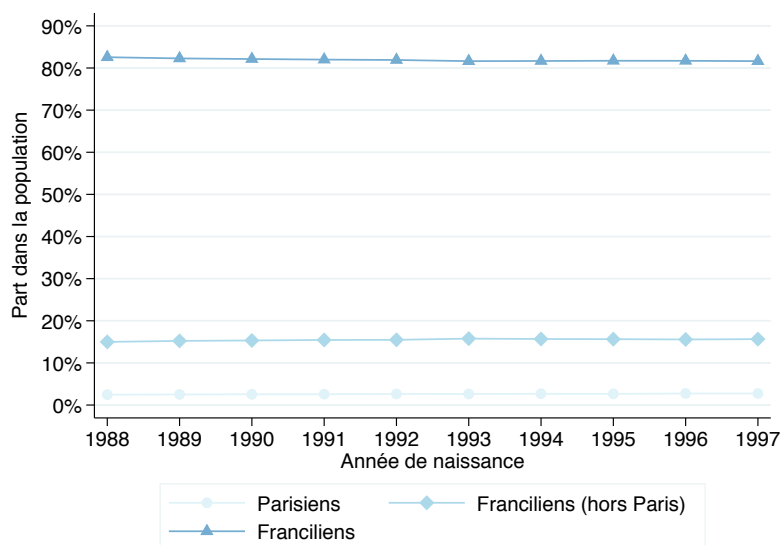 90%
80%
70%
60%
50%
40%
30%
20%
10%
0%
Part dans la population
1988 1989 1990 1991 1992 1993 1994 1995 1996 1997
Année de naissance
Parisiens Franciliens (hors Paris)
Franciliens